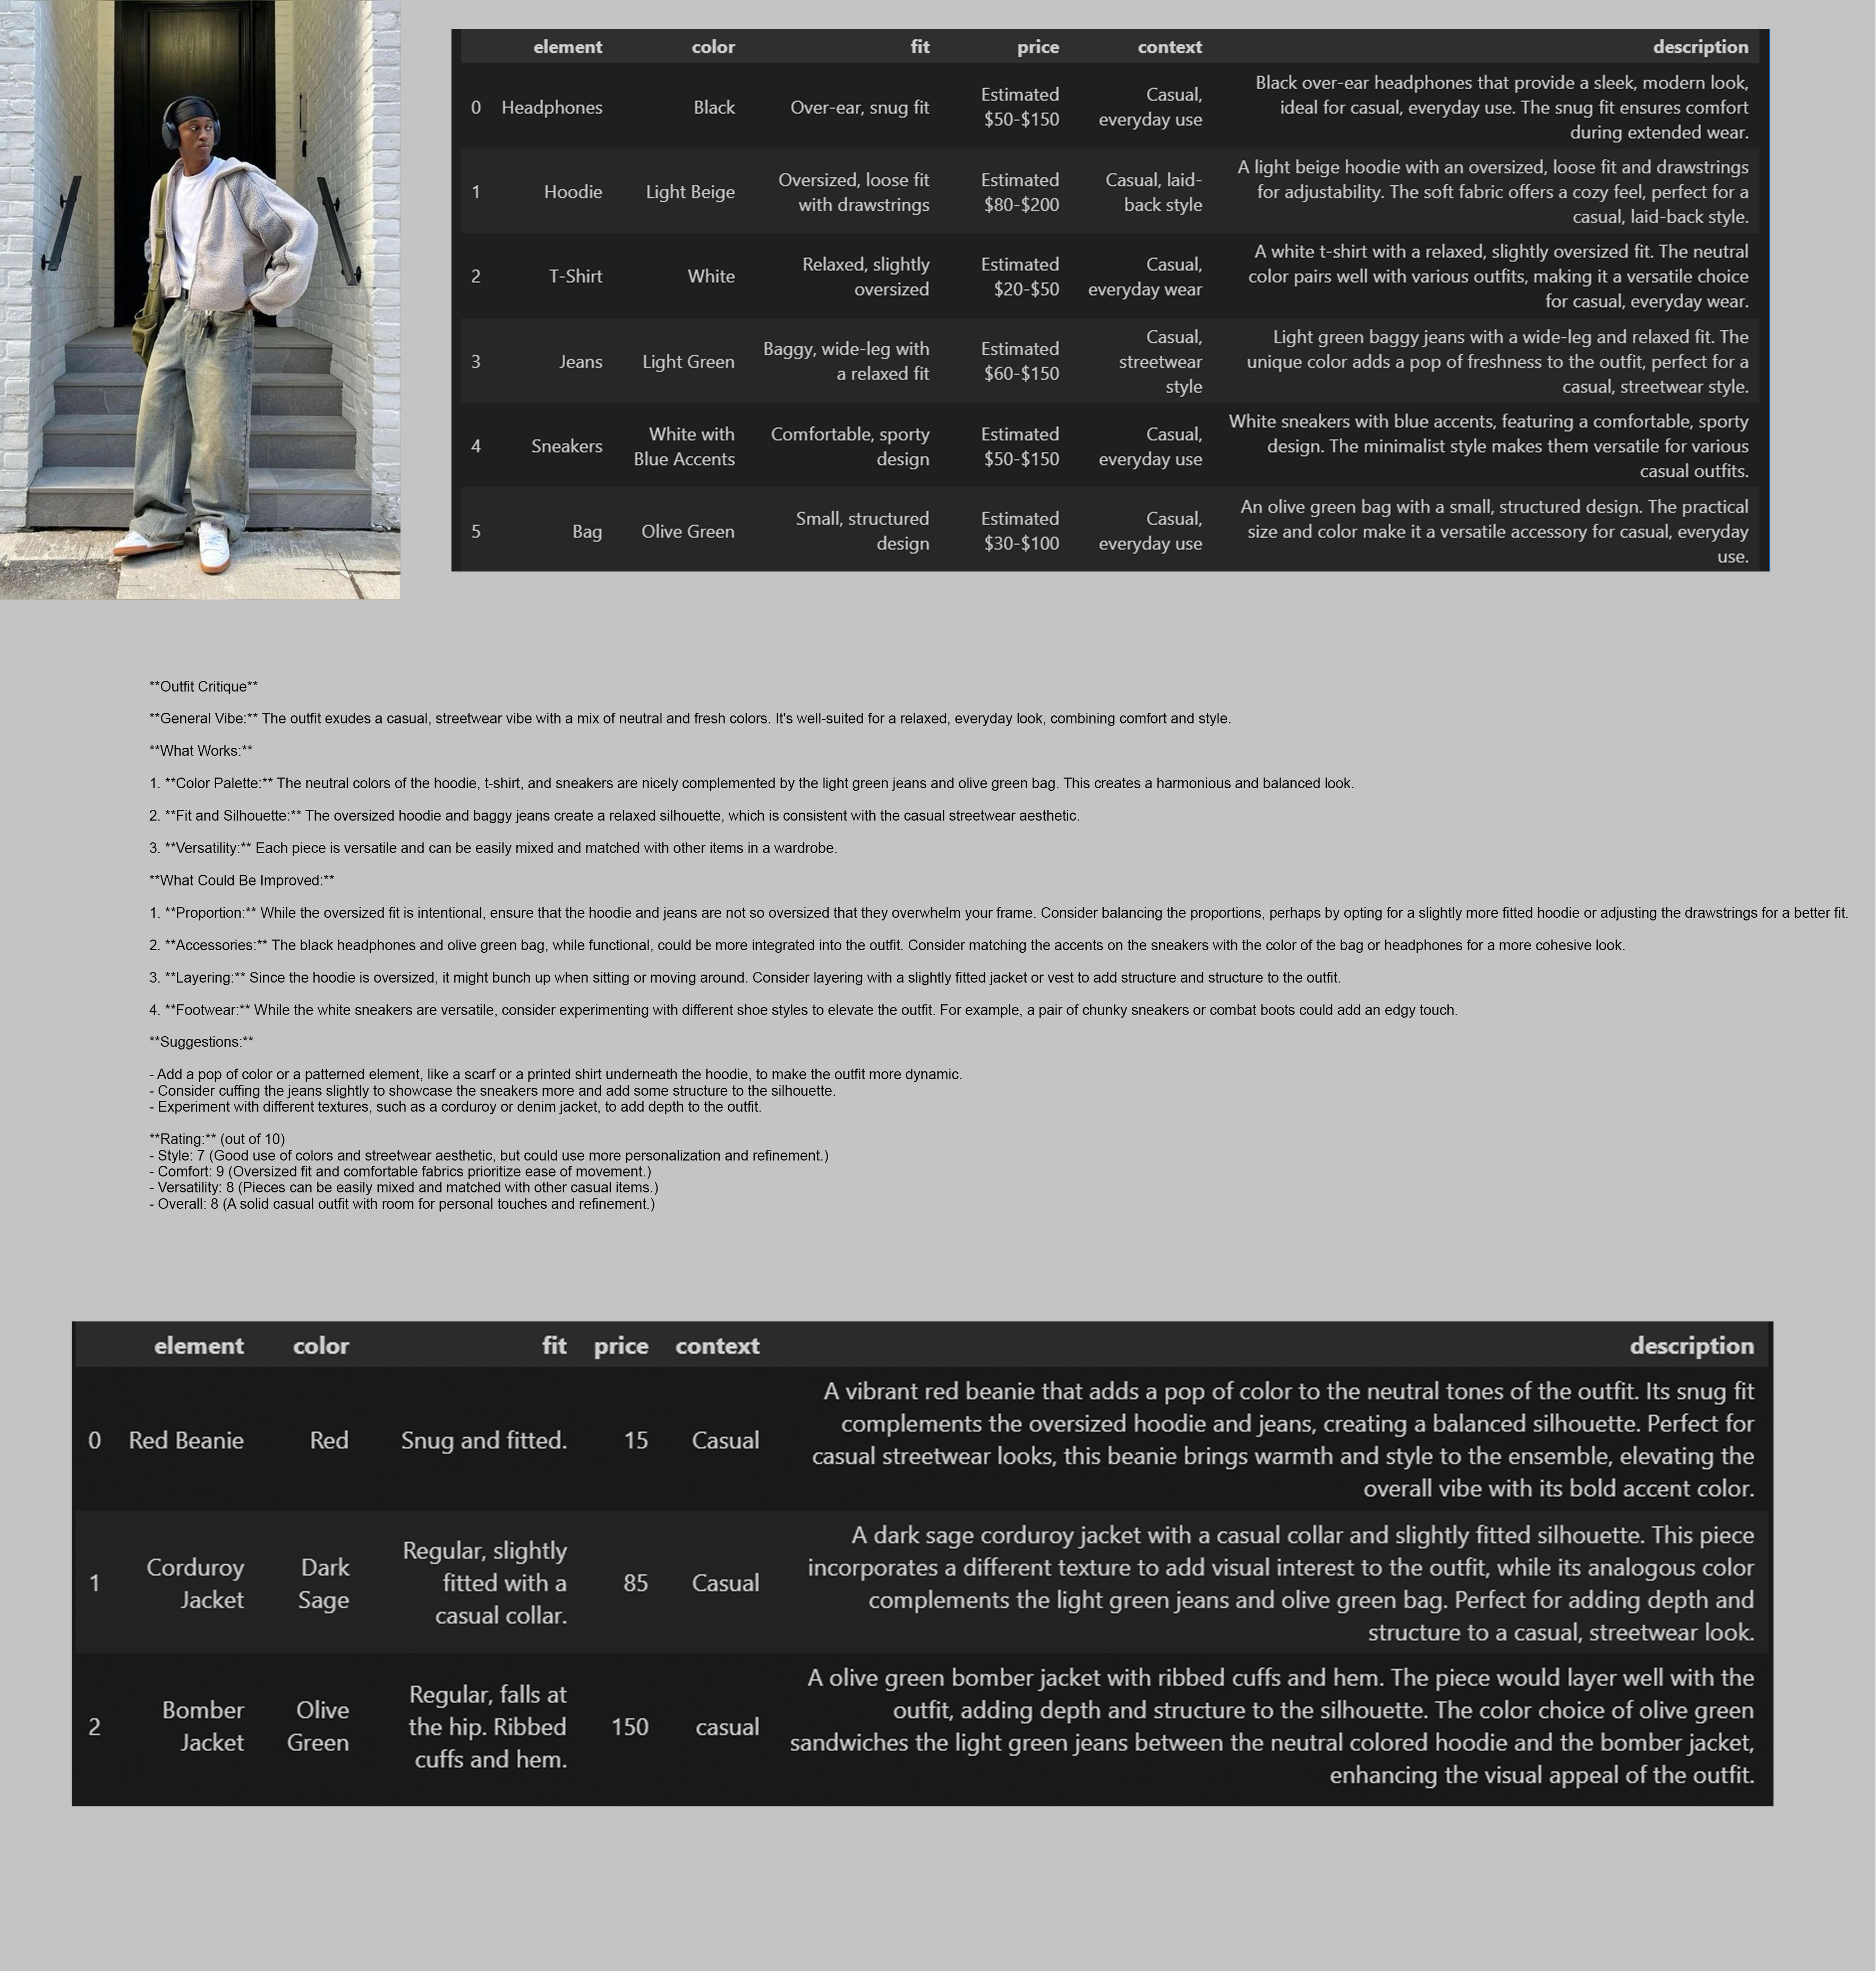 element color fit price context description
0 Headphones Black Over-ear, snug fit Estimated $50-$150 Casual, everyday use Black over-ear headphones that provide a sleek, modern look, ideal for casual, everyday use. The snug fit ensures comfort during extended wear.
1 Hoodie Light Beige Oversized, loose fit with drawstrings Estimated $80-$200 Casual, laid-back style A light beige hoodie with an oversized, loose fit and drawstrings for adjustability. The soft fabric offers a cozy feel, perfect for a casual, laid-back style.
2 T-Shirt White Relaxed, slightly oversized Estimated $20-$50 Casual, everyday wear A white t-shirt with a relaxed, slightly oversized fit. The neutral color pairs well with various outfits, making it a versatile choice for casual, everyday wear.
3 Jeans Light Green Baggy, wide-leg with a relaxed fit Estimated $60-$150 Casual, streetwear style Light green baggy jeans with a wide-leg and relaxed fit. The unique color adds a pop of freshness to the outfit, perfect for a casual, streetwear style.
4 Sneakers White with Blue Accents Comfortable, sporty design Estimated $50-$150 Casual, everyday use White sneakers with blue accents, featuring a comfortable, sporty design. The minimalist style makes them versatile for various casual outfits.
5 Bag Olive Green Small, structured design Estimated $30-$100 Casual, everyday use An olive green bag with a small, structured design. The practical size and color make it a versatile accessory for casual, everyday use.
**Outfit Critique**
**General Vibe:** The outfit exudes a casual, streetwear vibe with a mix of neutral and fresh colors. It's well-suited for a relaxed, everyday look, combining comfort and style.
**What Works:**
1. **Color Palette:** The neutral colors of the hoodie, t-shirt, and sneakers are nicely complemented by the light green jeans and olive green bag. This creates a harmonious and balanced look.
2. **Fit and Silhouette:** The oversized hoodie and baggy jeans create a relaxed silhouette, which is consistent with the casual streetwear aesthetic.
3. **Versatility:** Each piece is versatile and can be easily mixed and matched with other items in a wardrobe.
**What Could Be Improved:**
1. **Proportion:** While the oversized fit is intentional, ensure that the hoodie and jeans are not so oversized that they overwhelm your frame. Consider balancing the proportions, perhaps by opting for a slightly more fitted hoodie or adjusting the drawstrings for a better fit.
2. **Accessories:** The black headphones and olive green bag, while functional, could be more integrated into the outfit. Consider matching the accents on the sneakers with the color of the bag or headphones for a more cohesive look.
3. **Layering:** Since the hoodie is oversized, it might bunch up when sitting or moving around. Consider layering with a slightly fitted jacket or vest to add structure and structure to the outfit.
4. **Footwear:** While the white sneakers are versatile, consider experimenting with different shoe styles to elevate the outfit. For example, a pair of chunky sneakers or combat boots could add an edgy touch.
**Suggestions:**
- Add a pop of color or a patterned element, like a scarf or a printed shirt underneath the hoodie, to make the outfit more dynamic.
- Consider cuffing the jeans slightly to showcase the sneakers more and add some structure to the silhouette.
- Experiment with different textures, such as a corduroy or denim jacket, to add depth to the outfit.
**Rating:** (out of 10)
- Style: 7 (Good use of colors and streetwear aesthetic, but could use more personalization and refinement.)
- Comfort: 9 (Oversized fit and comfortable fabrics prioritize ease of movement.)
- Versatility: 8 (Pieces can be easily mixed and matched with other casual items.)
- Overall: 8 (A solid casual outfit with room for personal touches and refinement.)
element color fit price context description
0 Red Beanie Red Snug and fitted. 15 Casual A vibrant red beanie that adds a pop of color to the neutral tones of the outfit. Its snug fit complements the oversized hoodie and jeans, creating a balanced silhouette. Perfect for casual streetwear looks, this beanie brings warmth and style to the ensemble, elevating the overall vibe with its bold accent color.
1 Corduroy Jacket Dark Sage Regular, slightly fitted with a casual collar. 85 Casual A dark sage corduroy jacket with a casual collar and slightly fitted silhouette. This piece incorporates a different texture to add visual interest to the outfit, while its analogous color complements the light green jeans and olive green bag. Perfect for adding depth and structure to a casual, streetwear look.
2 Bomber Jacket Olive Green Regular, falls at the hip. Ribbed cuffs and hem. 150 casual A olive green bomber jacket with ribbed cuffs and hem. The piece would layer well with the outfit, adding depth and structure to the silhouette. The color choice of olive green sandwiches the light green jeans between the neutral colored hoodie and the bomber jacket, enhancing the visual appeal of the outfit.